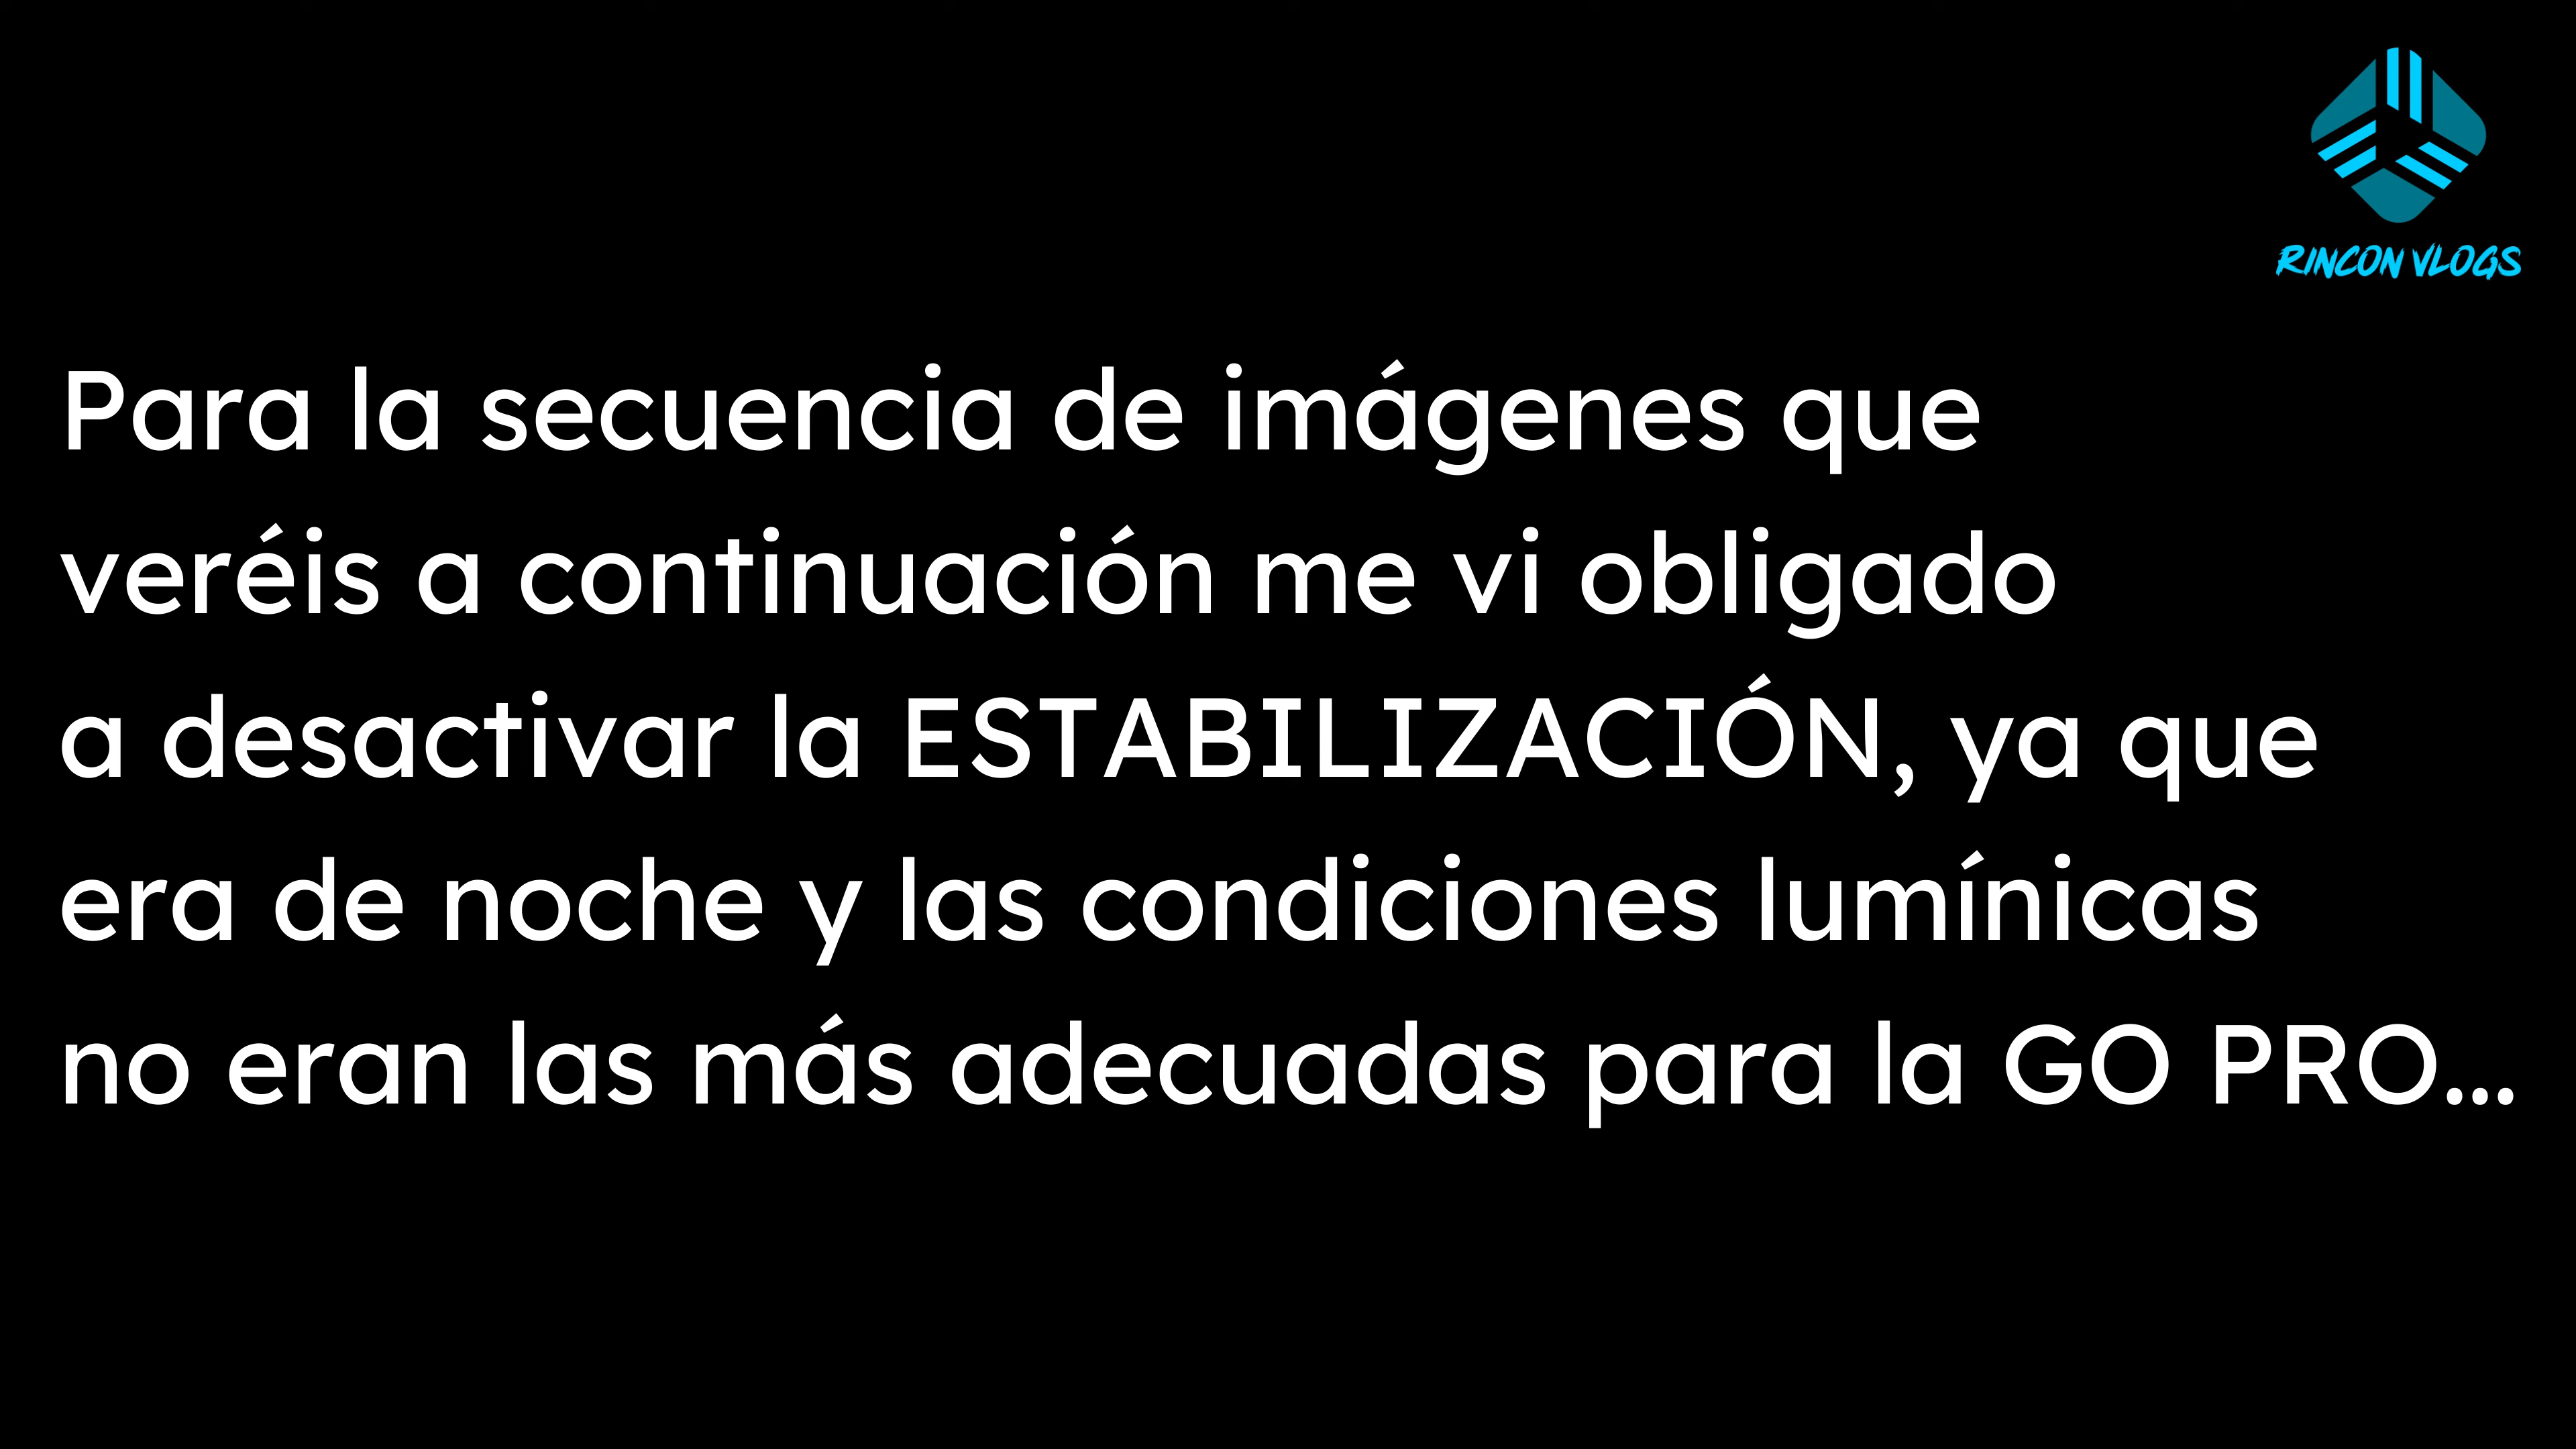 RINCON VLOGS
Para la secuencia de imágenes que
veréis a continuación me vi obligado
a desactivar la ESTABILIZACIÓN, ya que
era de noche y las condiciones lumínicas
no eran las más adecuadas para la GO PRO...